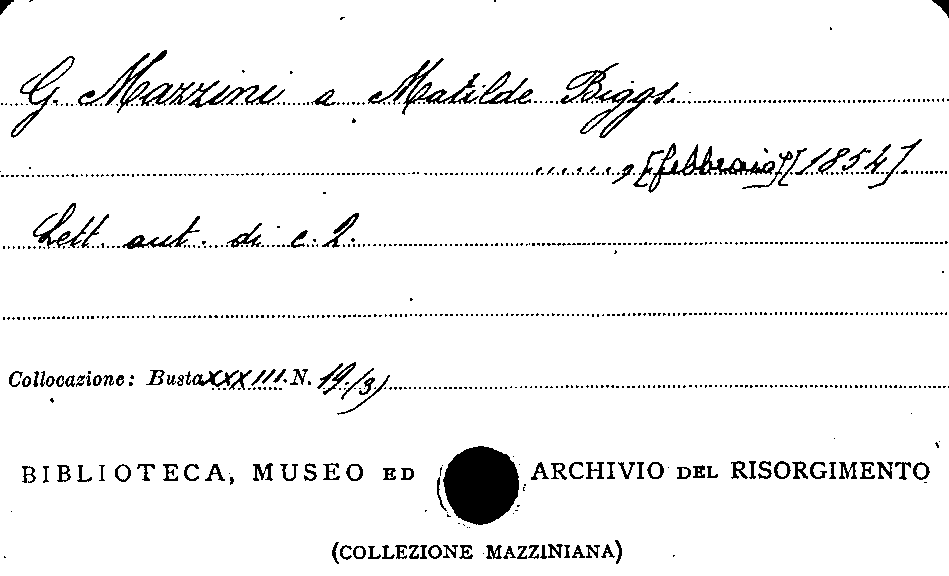 G. Mazzini a Matilde Biggs.
......, [febbraio] [1854].
Lett. aut. di c. 2.
Collocazione: Busta XXXIII. N. 19/3)
BIBLIOTECA, MUSEO ED ARCHIVIO DEL RISORGIMENTO
(COLLEZIONE MAZZINIANA)